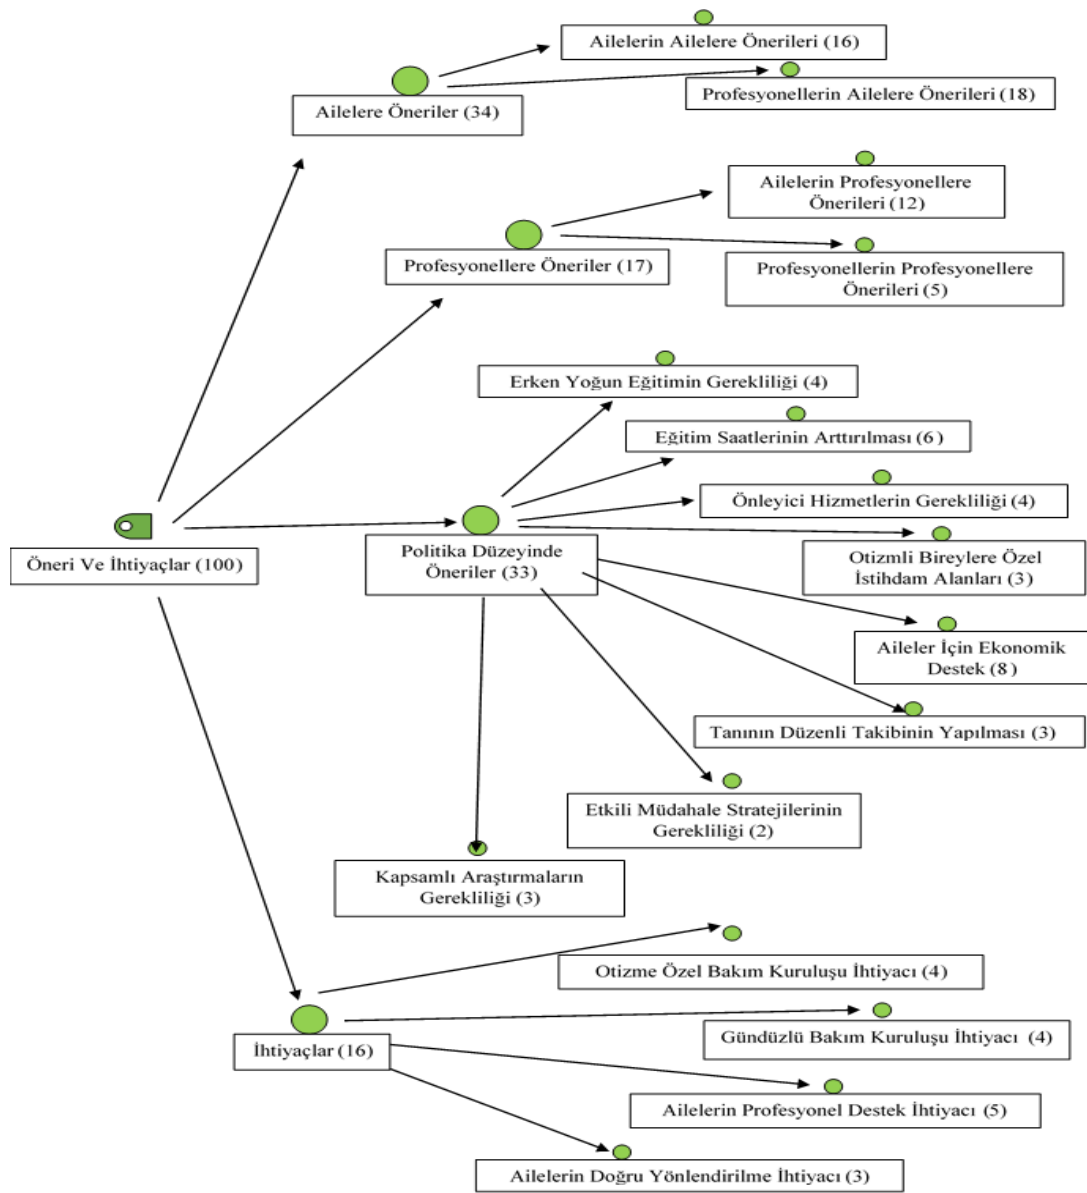 Ailelerin Ailelere Önerileri (16)
Profesyonellerin Ailelere Önerileri (18)
Ailelere Öneriler (34)
Ailelerin Profesyonellere
Önerileri (12)
Profesyonellere Öneriler (17)
Profesyonellerin Profesyonellere
Önerileri (5)
Erken Yoğun Eğitimin Gerekliliği (4)
Eğitim Saatlerinin Arttırılması (6)
Önleyici Hizmetlerin Gerekliliği (4)
Öneri Ve İhtiyaçlar (100)
Politika Düzeyinde
Öneriler (33)
Otizmli Bireylere Özel
İstihdam Alanları (3)
Aileler İçin Ekonomik
Destek (8)
Tanının Düzenli Takibinin Yapılması (3)
Etkili Müdahale Stratejilerinin
Gerekliliği (2)
Kapsamlı Araştırmaların
Gerekliliği (3)
Otizme Özel Bakım Kuruluşu İhtiyacı (4)
İhtiyaçlar (16)
Gündüzlü Bakım Kuruluşu İhtiyacı (4)
Ailelerin Profesyonel Destek İhtiyacı (5)
Ailelerin Doğru Yönlendirilme İhtiyacı (3)